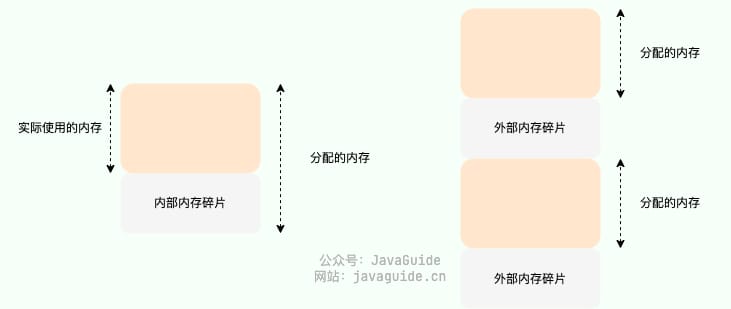 实际使用的内存
内部内存碎片
分配的内存
分配的内存
外部内存碎片
分配的内存
外部内存碎片
公众号：JavaGuide
网站：javaguide.cn